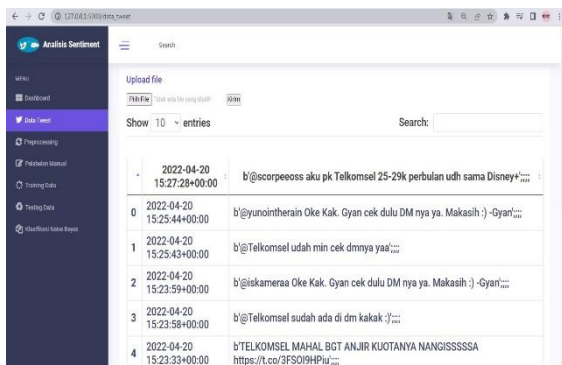 127.0.0.1:5000/data_tweet
Analisis Sentiment
Search
MENU
Dashboard
Data Tweet
Preprocessing
Pelabelan Manual
Training Data
Testing Data
Klasifikasi Naive Bayes
Upload file
Pilih File Tidak ada file yang dipilih Kirim
Show 10 entries
Search:
2022-04-20
15:27:28+00:00
b'@scorpeeoss aku pk Telkomsel 25-29k perbulan udh sama Disney+';;;;
0
2022-04-20
15:25:44+00:00
b'@yunointherain Oke Kak. Gyan cek dulu DM nya ya. Makasih :) -Gyan';;;;
1
2022-04-20
15:25:43+00:00
b'@Telkomsel udah min cek dmnya yaa';;;;
2
2022-04-20
15:23:59+00:00
b'@iskameraa Oke Kak. Gyan cek dulu DM nya ya. Makasih :) -Gyan';;;;
3
2022-04-20
15:23:58+00:00
b'@Telkomsel sudah ada di dm kakak :)';;;;
4
2022-04-20
15:23:33+00:00
b'TELKOMSEL MAHAL BGT ANJIR KUOTANYA NANGISSSSSA
https://t.co/3FSOI9HPiu';;;;